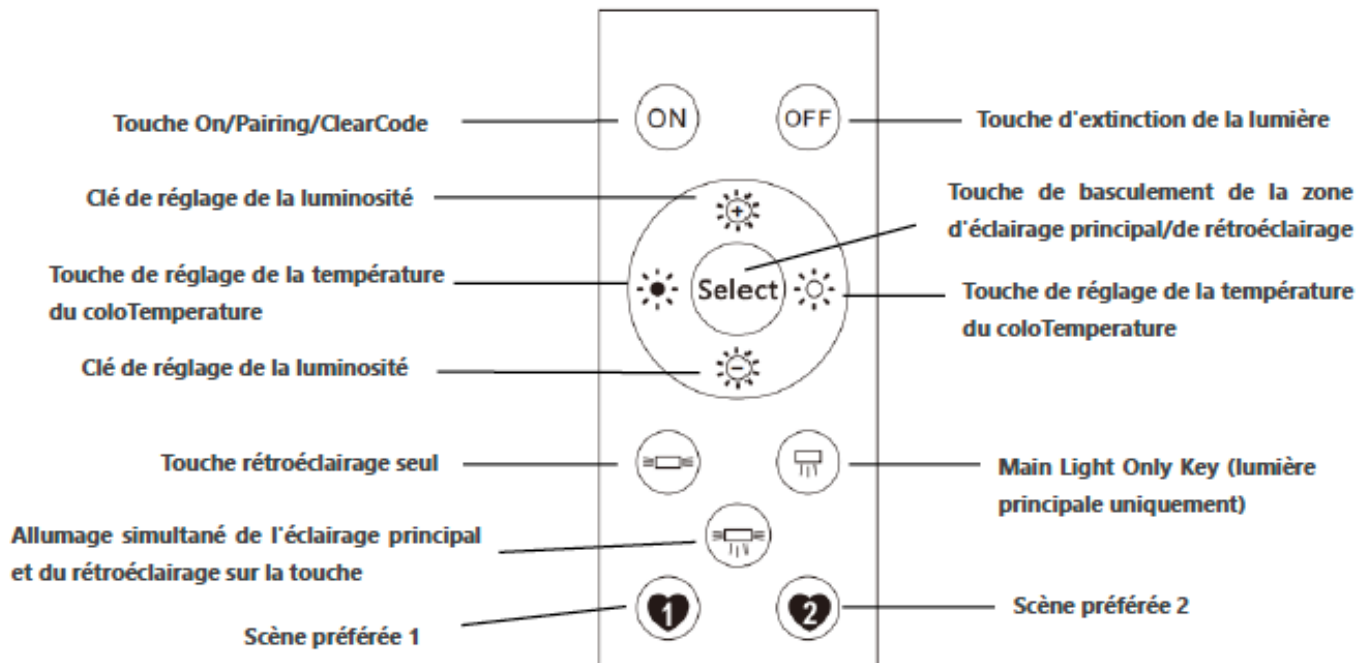 Touche On/Pairing/ClearCode
ON
OFF
Touche d'extinction de la lumière
Clé de réglage de la luminosité
Touche de basculement de la zone
d'éclairage principal/de rétroéclairage
Touche de réglage de la température
du coloTemperature
Select
Touche de réglage de la température
du coloTemperature
Clé de réglage de la luminosité
Touche rétroéclairage seul
Main Light Only Key (lumière
principale uniquement)
Allumage simultané de l'éclairage principal
et du rétroéclairage sur la touche
1
2
Scène préférée 1
Scène préférée 2